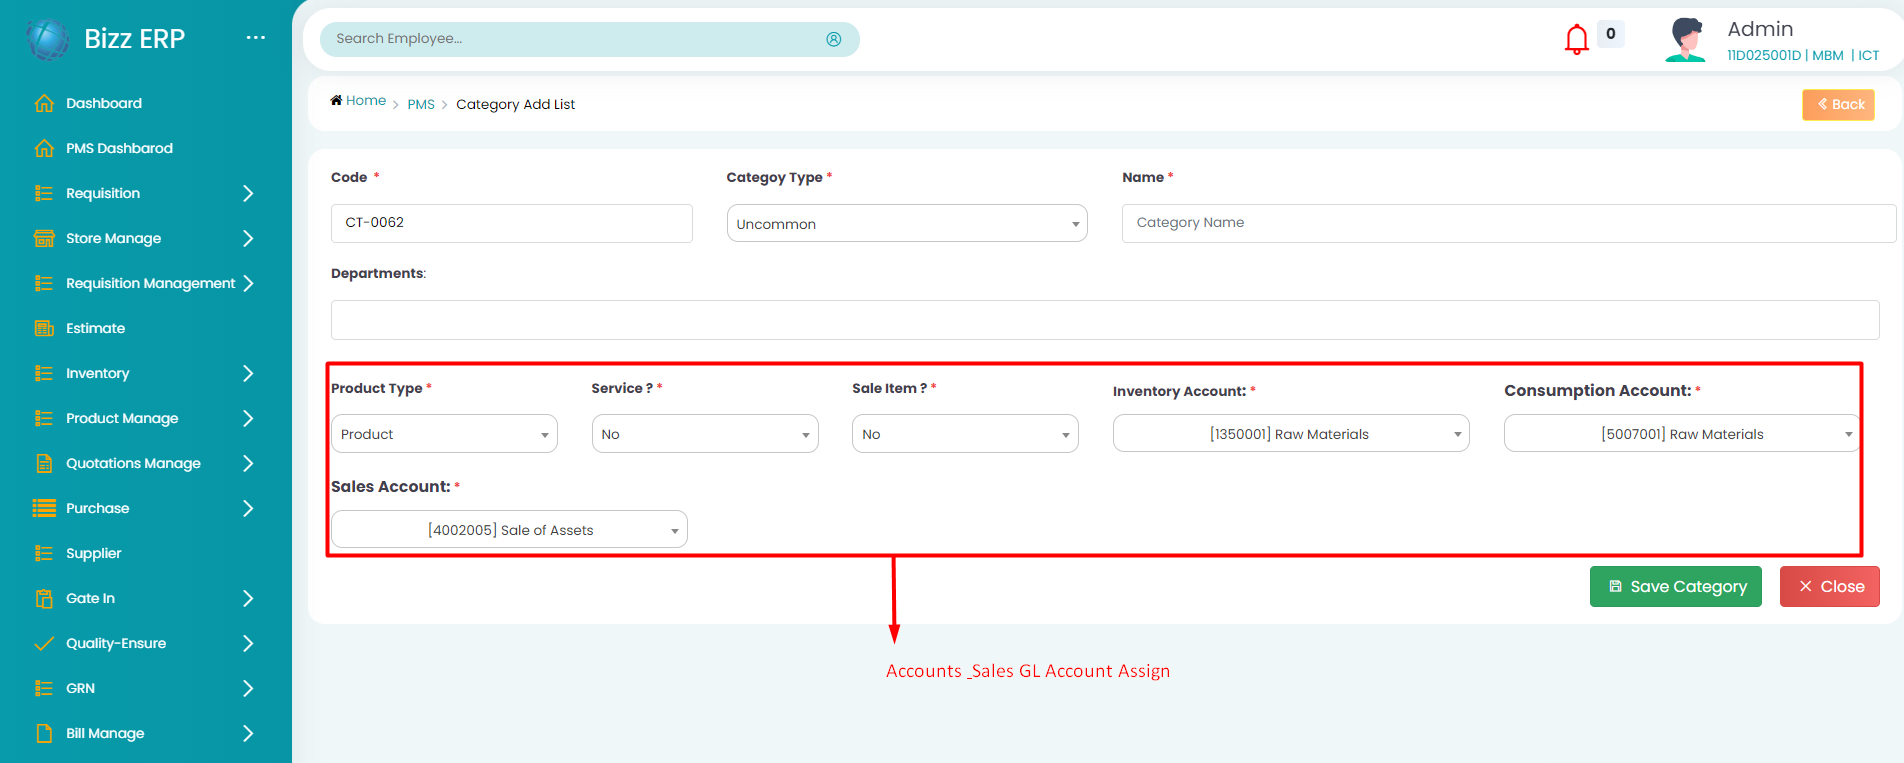 Bizz ERP ...
Search Employee...
0
Admin
11D025001D | MBM | ICT
Dashboard
PMS Dashbarod
Requisition
Store Manage
Requisition Management
Estimate
Inventory
Product Manage
Quotations Manage
Purchase
Supplier
Gate In
Quality-Ensure
GRN
Bill Manage
Home > PMS > Category Add List
Back
Code * Categoy Type * Name *
CT-0062 Uncommon Category Name
Departments:
Product Type * Service ? * Sale Item ? * Inventory Account: * Consumption Account: *
Product No No [1350001] Raw Materials [5007001] Raw Materials
Sales Account: *
[4002005] Sale of Assets
Save Category × Close
Accounts _Sales GL Account Assign